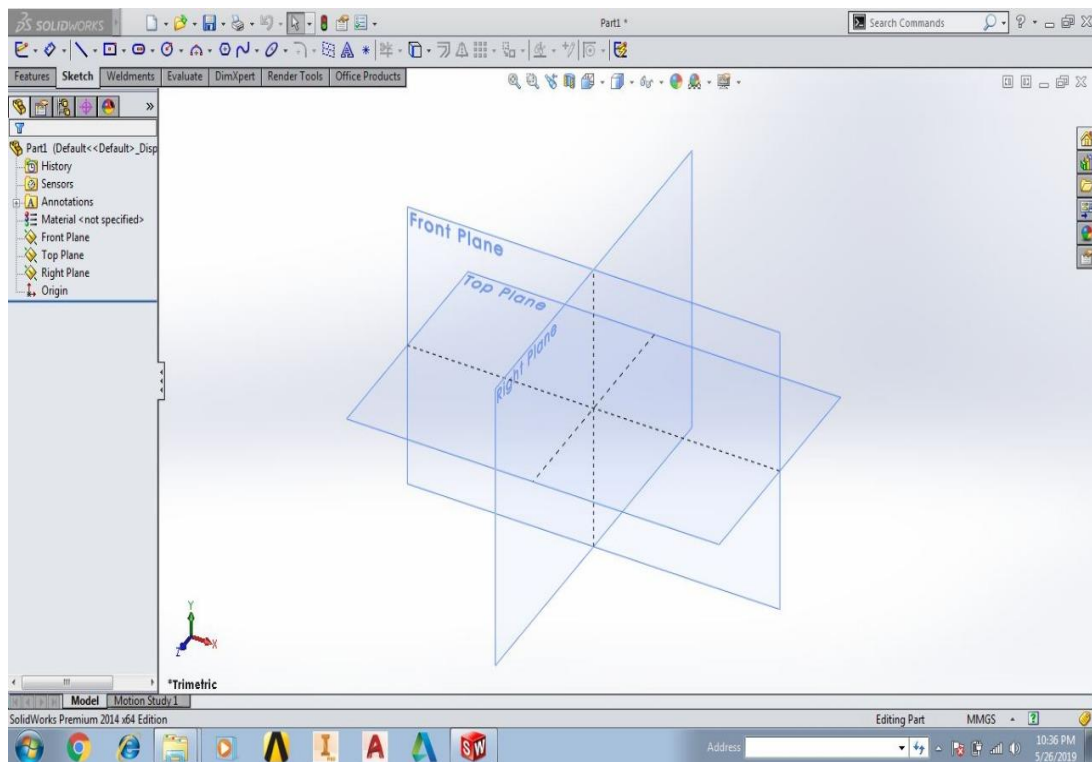 SOLIDWORKS
Part1 *
Search Commands
?
Features Sketch Weldments Evaluate DimXpert Render Tools Office Products
»
Part1 (Default<<Default>_Disp
History
Sensors
A Annotations
Material <not specified>
Front Plane
Top Plane
Right Plane
Origin
Front Plane
Top Plane
Right Plane
Y
X
Z
*Trimetric
Model Motion Study 1
SolidWorks Premium 2014 x64 Edition
Editing Part
MMGS
?
SW
Address
10:36 PM
5/26/2019